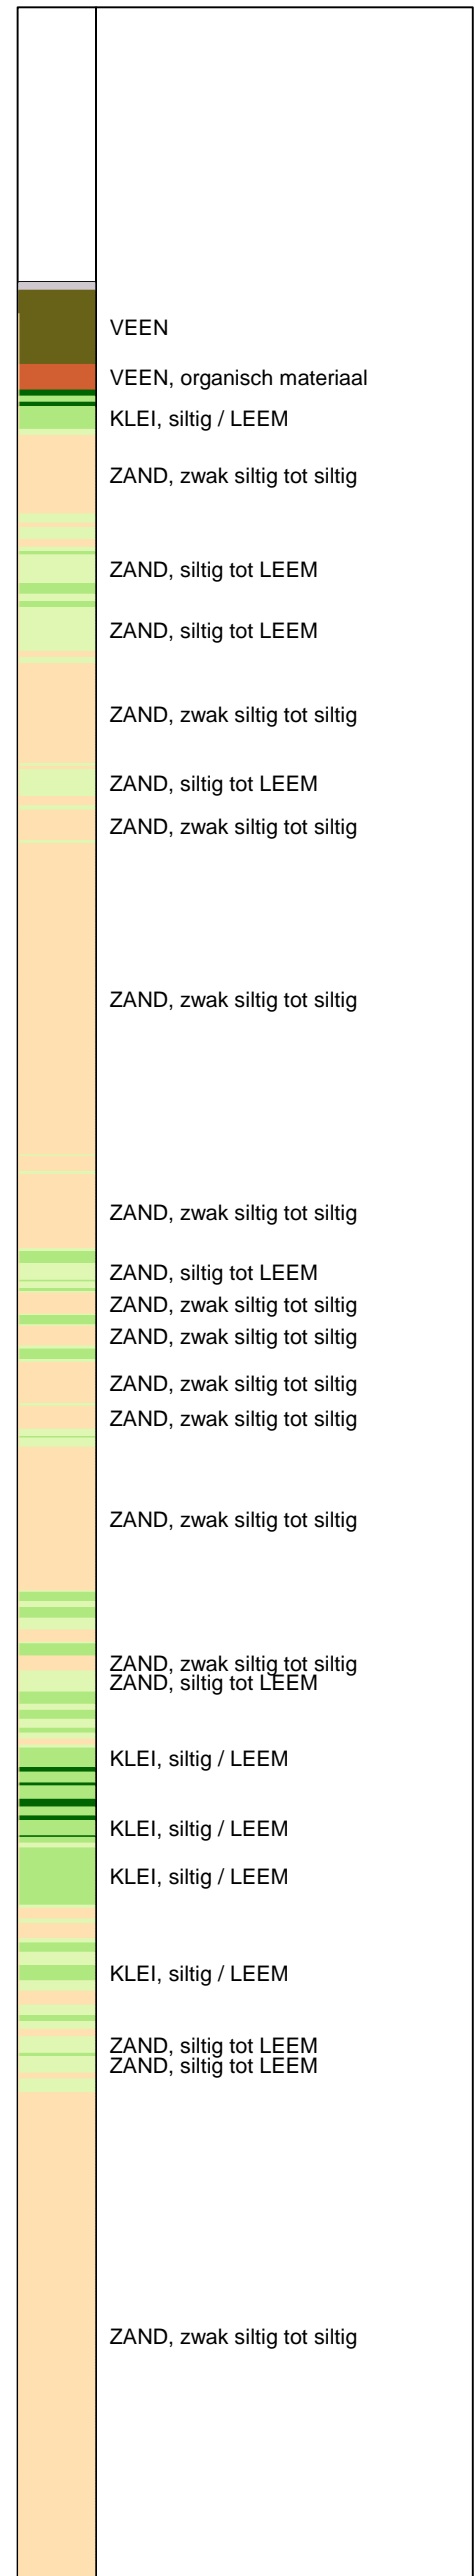 VEEN
VEEN, organisch materiaal
KLEI, siltig / LEEM
ZAND, zwak siltig tot siltig
ZAND, siltig tot LEEM
ZAND, siltig tot LEEM
ZAND, zwak siltig tot siltig
ZAND, siltig tot LEEM
ZAND, zwak siltig tot siltig
ZAND, zwak siltig tot siltig
ZAND, zwak siltig tot siltig
ZAND, siltig tot LEEM
ZAND, zwak siltig tot siltig
ZAND, zwak siltig tot siltig
ZAND, zwak siltig tot siltig
ZAND, zwak siltig tot siltig
ZAND, zwak siltig tot siltig
ZAND, zwak siltig tot siltig
ZAND, siltig tot LEEM
KLEI, siltig / LEEM
KLEI, siltig / LEEM
KLEI, siltig / LEEM
KLEI, siltig / LEEM
ZAND, siltig tot LEEM
ZAND, siltig tot LEEM
ZAND, zwak siltig tot siltig